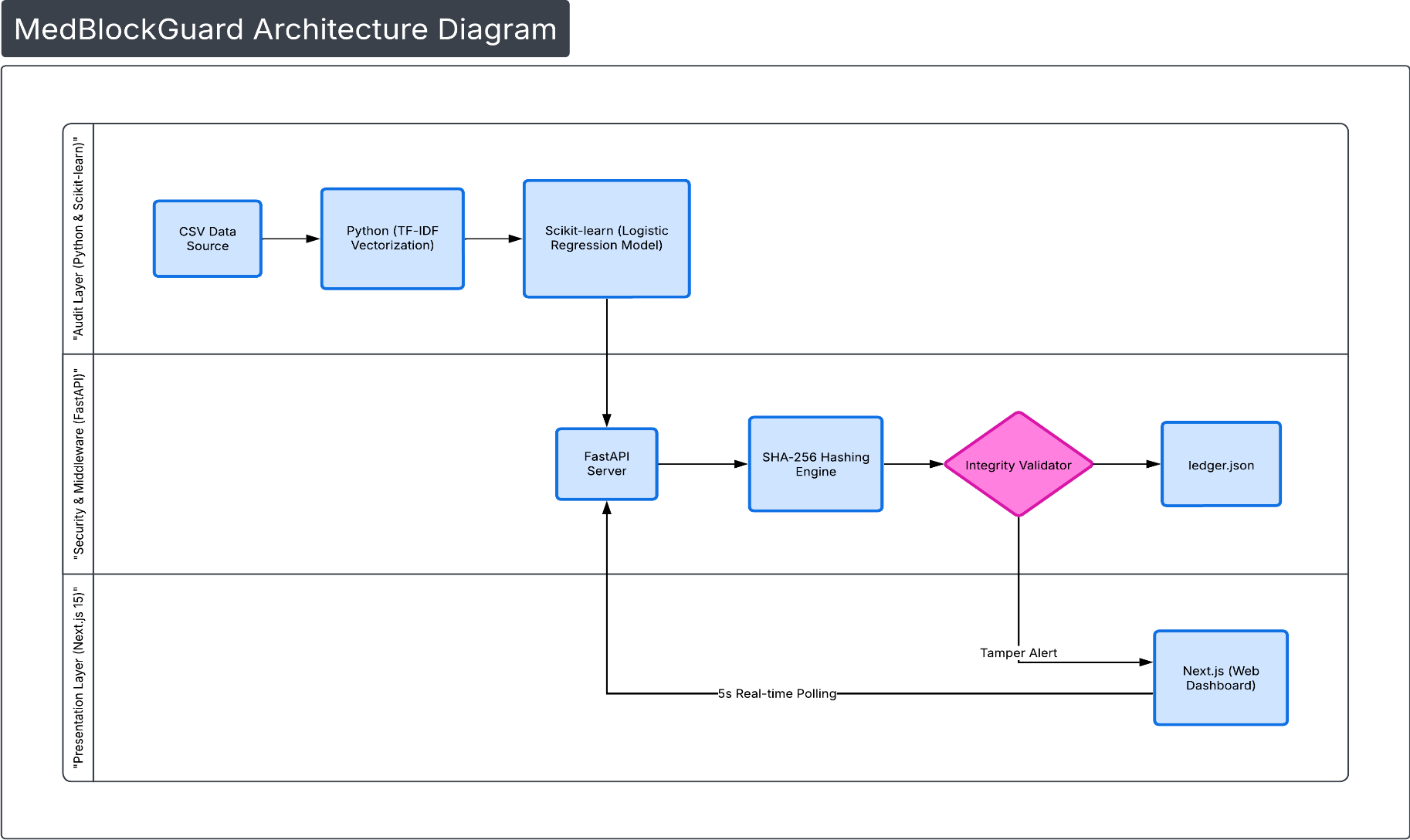 MedBlockGuard Architecture Diagram
"Audit Layer (Python & Scikit-learn)"
CSV Data
Source
Python (TF-IDF
Vectorization)
Scikit-learn (Logistic
Regression Model)
"Security & Middleware (FastAPI)"
FastAPI
Server
SHA-256 Hashing
Engine
Integrity Validator
ledger.json
"Presentation Layer (Next.js 15)"
Tamper Alert
Next.js (Web
Dashboard)
5s Real-time Polling